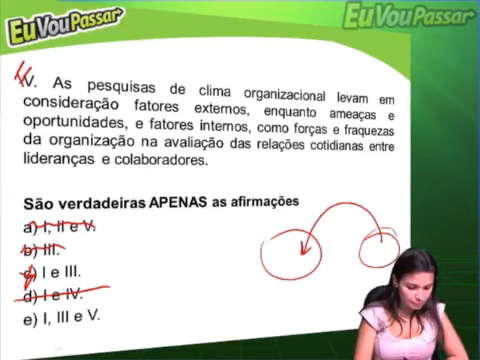 EuVouPassar
EuVouPassar
V. As pesquisas de clima organizacional levam em
consideração fatores externos, enquanto ameaças e
oportunidades, e fatores internos, como forças e fraquezas
da organização na avaliação das relações cotidianas entre
lideranças e colaboradores.
São verdadeiras APENAS as afirmações
a) I, II e V.
b) III.
c) I e III.
d) I e IV.
e) I, III e V.